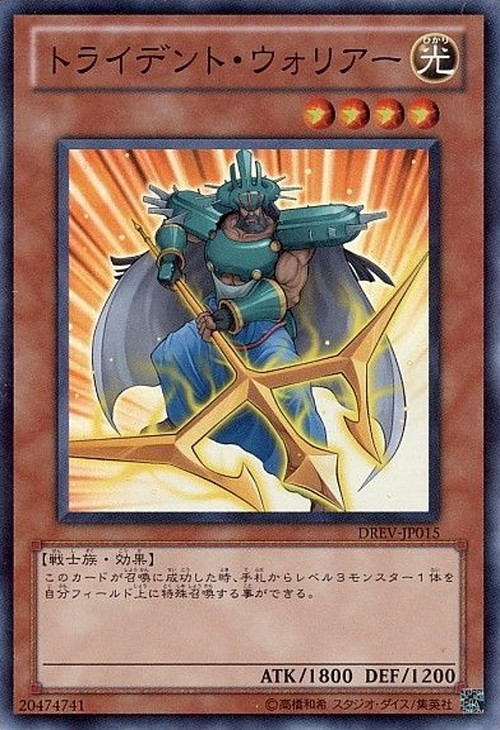 トライデント・ウォリアー
光
DREV-JP015
【戦士族・効果】
このカードが召喚に成功した時、手札からレベル3モンスター1体を
自分フィールド上に特殊召喚する事ができる。
ATK/1800 DEF/1200
20474741
©高橋和希 スタジオ・ダイス/集英社